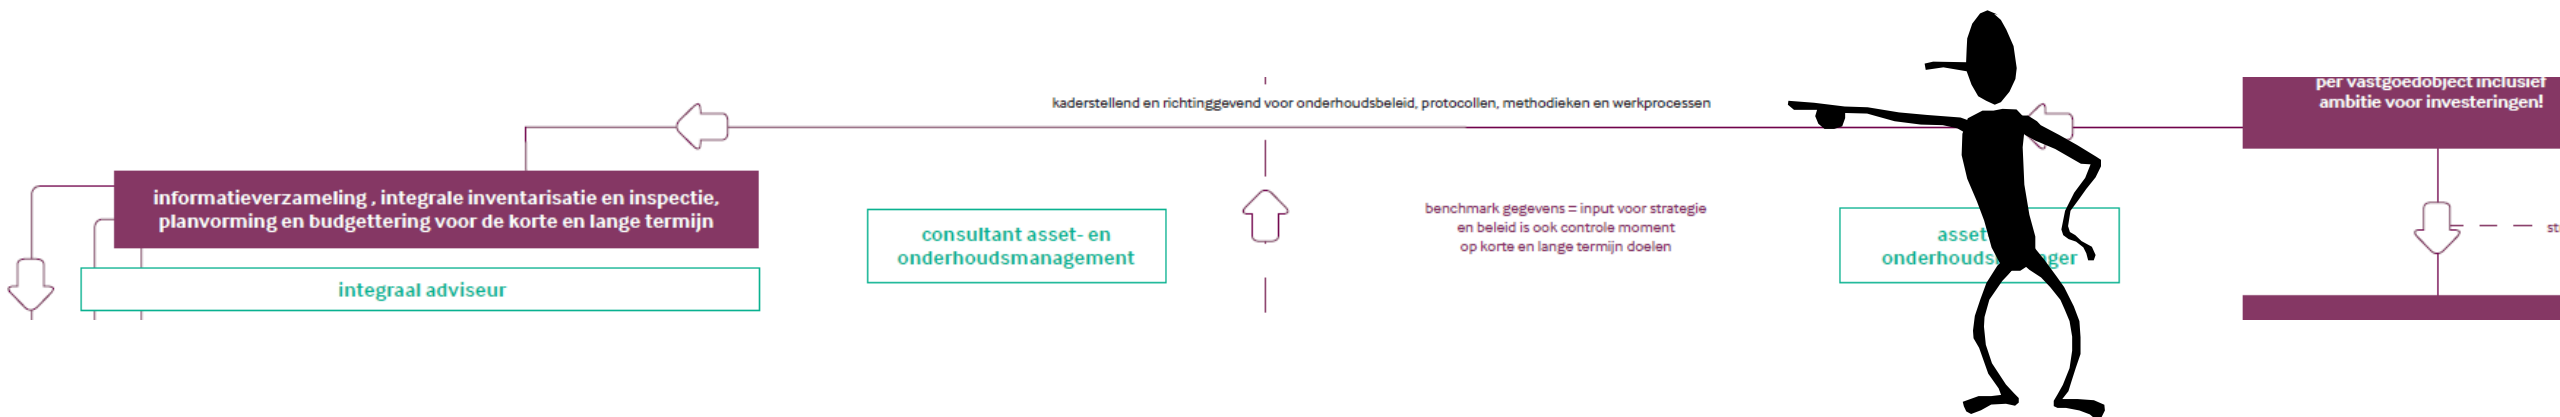 per vastgoedobject inclusief
ambitie voor investeringen!
kaderstellend en richtinggevend voor onderhoudsbeleid, protocollen, methodieken en werkprocessen
informatieverzameling , integrale inventarisatie en inspectie,
planvorming en budgettering voor de korte en lange termijn
integraal adviseur
consultant asset- en
onderhoudsmanagement
benchmark gegevens = input voor strategie
en beleid is ook controle moment
op korte en lange termijn doelen
asset